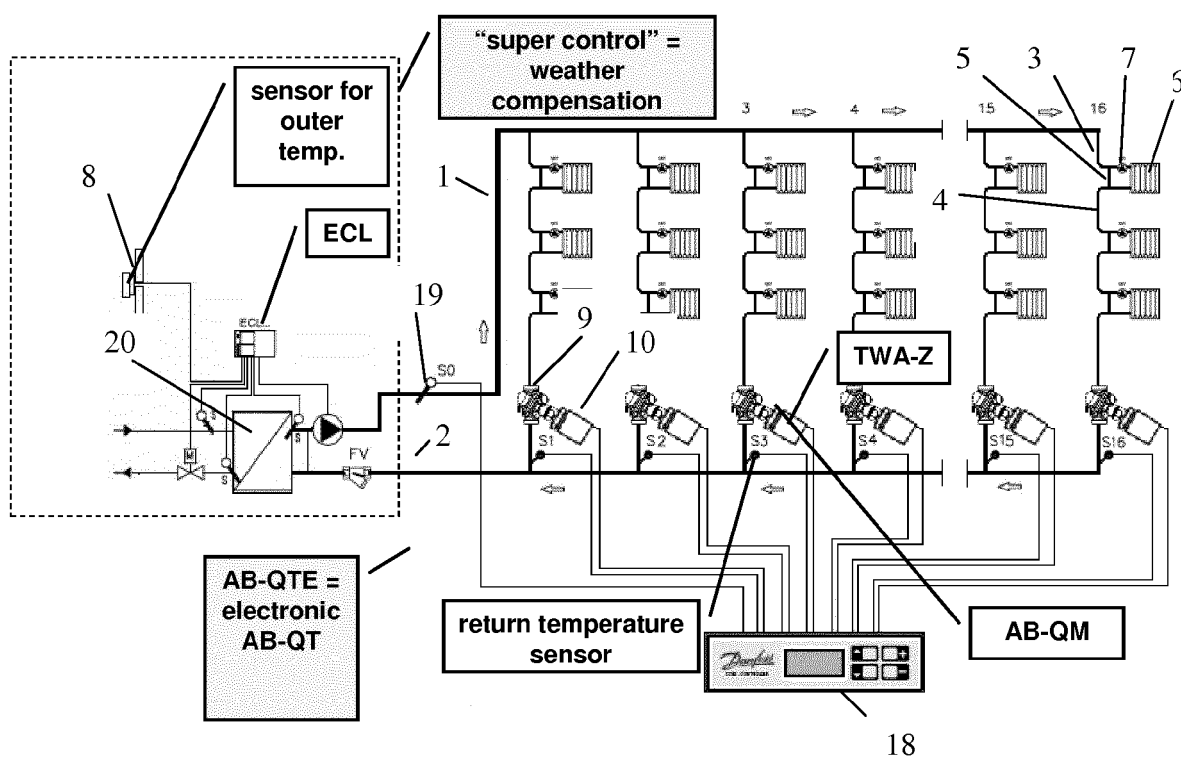 "super control" =
weather
compensation
sensor for
outer
temp.
3
4
15
16
5
3
7
5
8
1
4
ECL
19
9
10
TWA-Z
ECL
20
S0
2
S
S
M
S
FV
S1
S2
S3
S4
S15
S16
AB-QTE =
electronic
AB-QT
return temperature
sensor
AB-QM
Danfoss
18